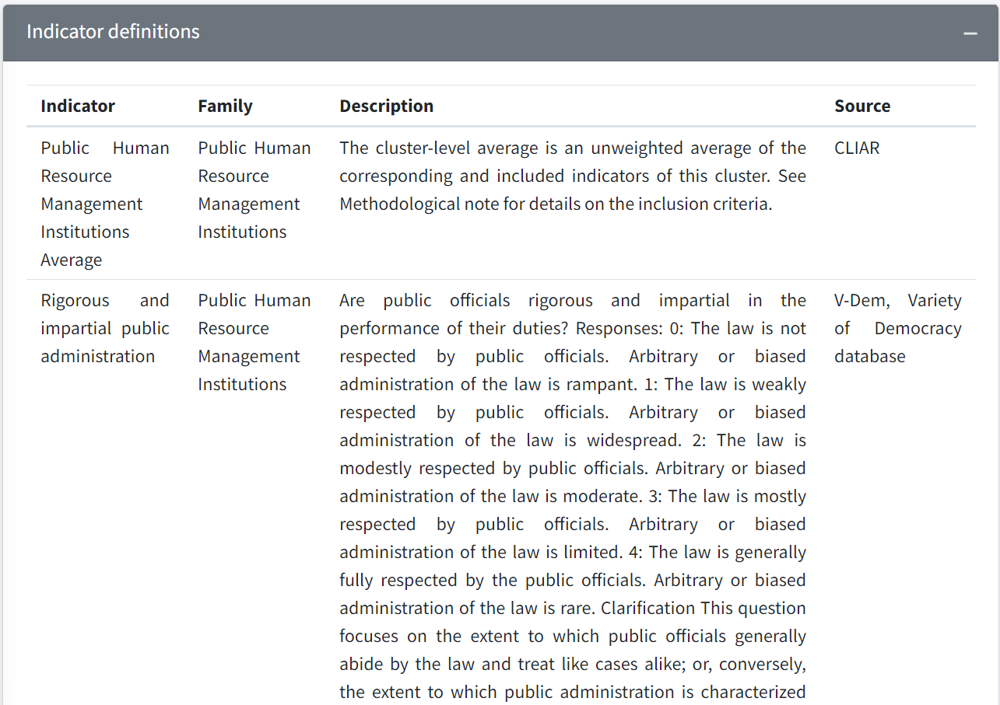 Indicator definitions
Indicator Family Description Source
Public Human Public Human The cluster-level average is an unweighted average of the CLIAR
Resource Resource corresponding and included indicators of this cluster. See
Management Management Methodological note for details on the inclusion criteria.
Institutions Institutions
Average
Rigorous and Public Human Are public officials rigorous and impartial in the V-Dem, Variety
impartial public Resource performance of their duties? Responses: 0: The law is not of Democracy
administration Management respected by public officials. Arbitrary or biased database
Institutions administration of the law is rampant. 1: The law is weakly
respected by public officials. Arbitrary or biased
administration of the law is widespread. 2: The law is
modestly respected by public officials. Arbitrary or biased
administration of the law is moderate. 3: The law is mostly
respected by public officials. Arbitrary or biased
administration of the law is limited. 4: The law is generally
fully respected by the public officials. Arbitrary or biased
administration of the law is rare. Clarification This question
focuses on the extent to which public officials generally
abide by the law and treat like cases alike; or, conversely,
the extent to which public administration is characterized